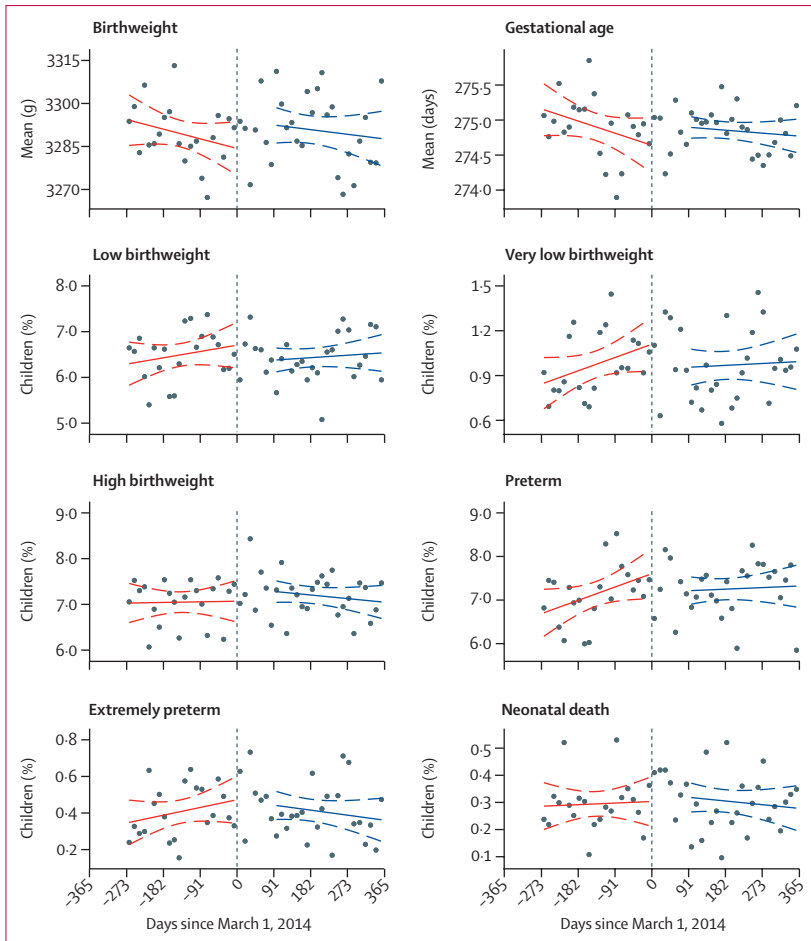 Birthweight
3315
3300
3285
3270
Mean (g)
Gestational age
275·5
275·0
274·5
274·0
Mean (days)
Low birthweight
8·0
7·0
6·0
5·0
Children (%)
Very low birthweight
1·5
1·2
0·9
0·6
Children (%)
High birthweight
9·0
8·0
7·0
6·0
Children (%)
Preterm
9·0
8·0
7·0
6·0
Children (%)
Extremely preterm
0·8
0·6
0·4
0·2
Children (%)
-365 -273 -182 -91 0 91 182 273 365
Days since March 1, 2014
Neonatal death
0·5
0·4
0·3
0·2
0·1
Children (%)
-365 -273 -182 -91 0 91 182 273 365
Days since March 1, 2014